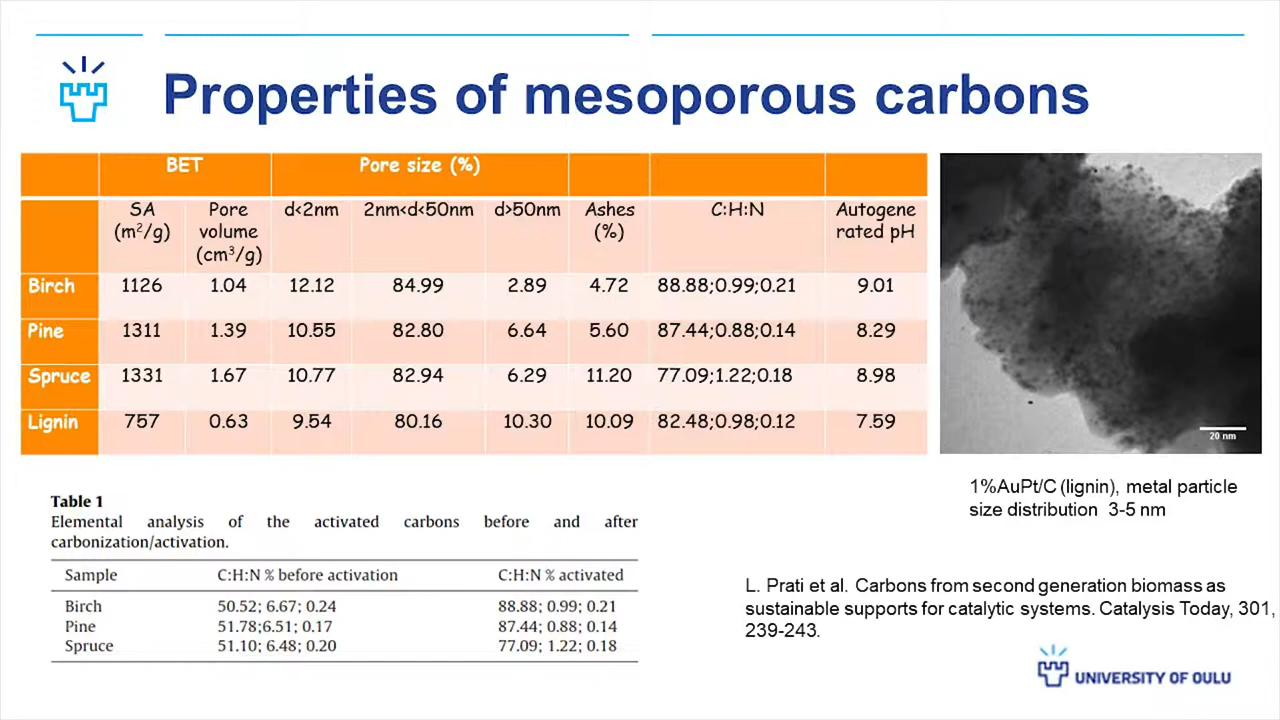 Properties of mesoporous carbons
BET Pore size (%)
SA (m²/g) Pore volume (cm³/g) d<2nm 2nm<d<50nm d>50nm Ashes (%) C:H:N Autogene rated pH
Birch 1126 1.04 12.12 84.99 2.89 4.72 88.88;0.99;0.21 9.01
Pine 1311 1.39 10.55 82.80 6.64 5.60 87.44;0.88;0.14 8.29
Spruce 1331 1.67 10.77 82.94 6.29 11.20 77.09;1.22;0.18 8.98
Lignin 757 0.63 9.54 80.16 10.30 10.09 82.48;0.98;0.12 7.59
20 nm
1%AuPt/C (lignin), metal particle
size distribution 3-5 nm
Table 1
Elemental analysis of the activated carbons before and after
carbonization/activation.
Sample C:H:N % before activation C:H:N % activated
Birch 50.52; 6.67; 0.24 88.88; 0.99; 0.21
Pine 51.78;6.51; 0.17 87.44; 0.88; 0.14
Spruce 51.10; 6.48; 0.20 77.09; 1.22; 0.18
L. Prati et al. Carbons from second generation biomass as
sustainable supports for catalytic systems. Catalysis Today, 301,
239-243.
UNIVERSITY OF OULU